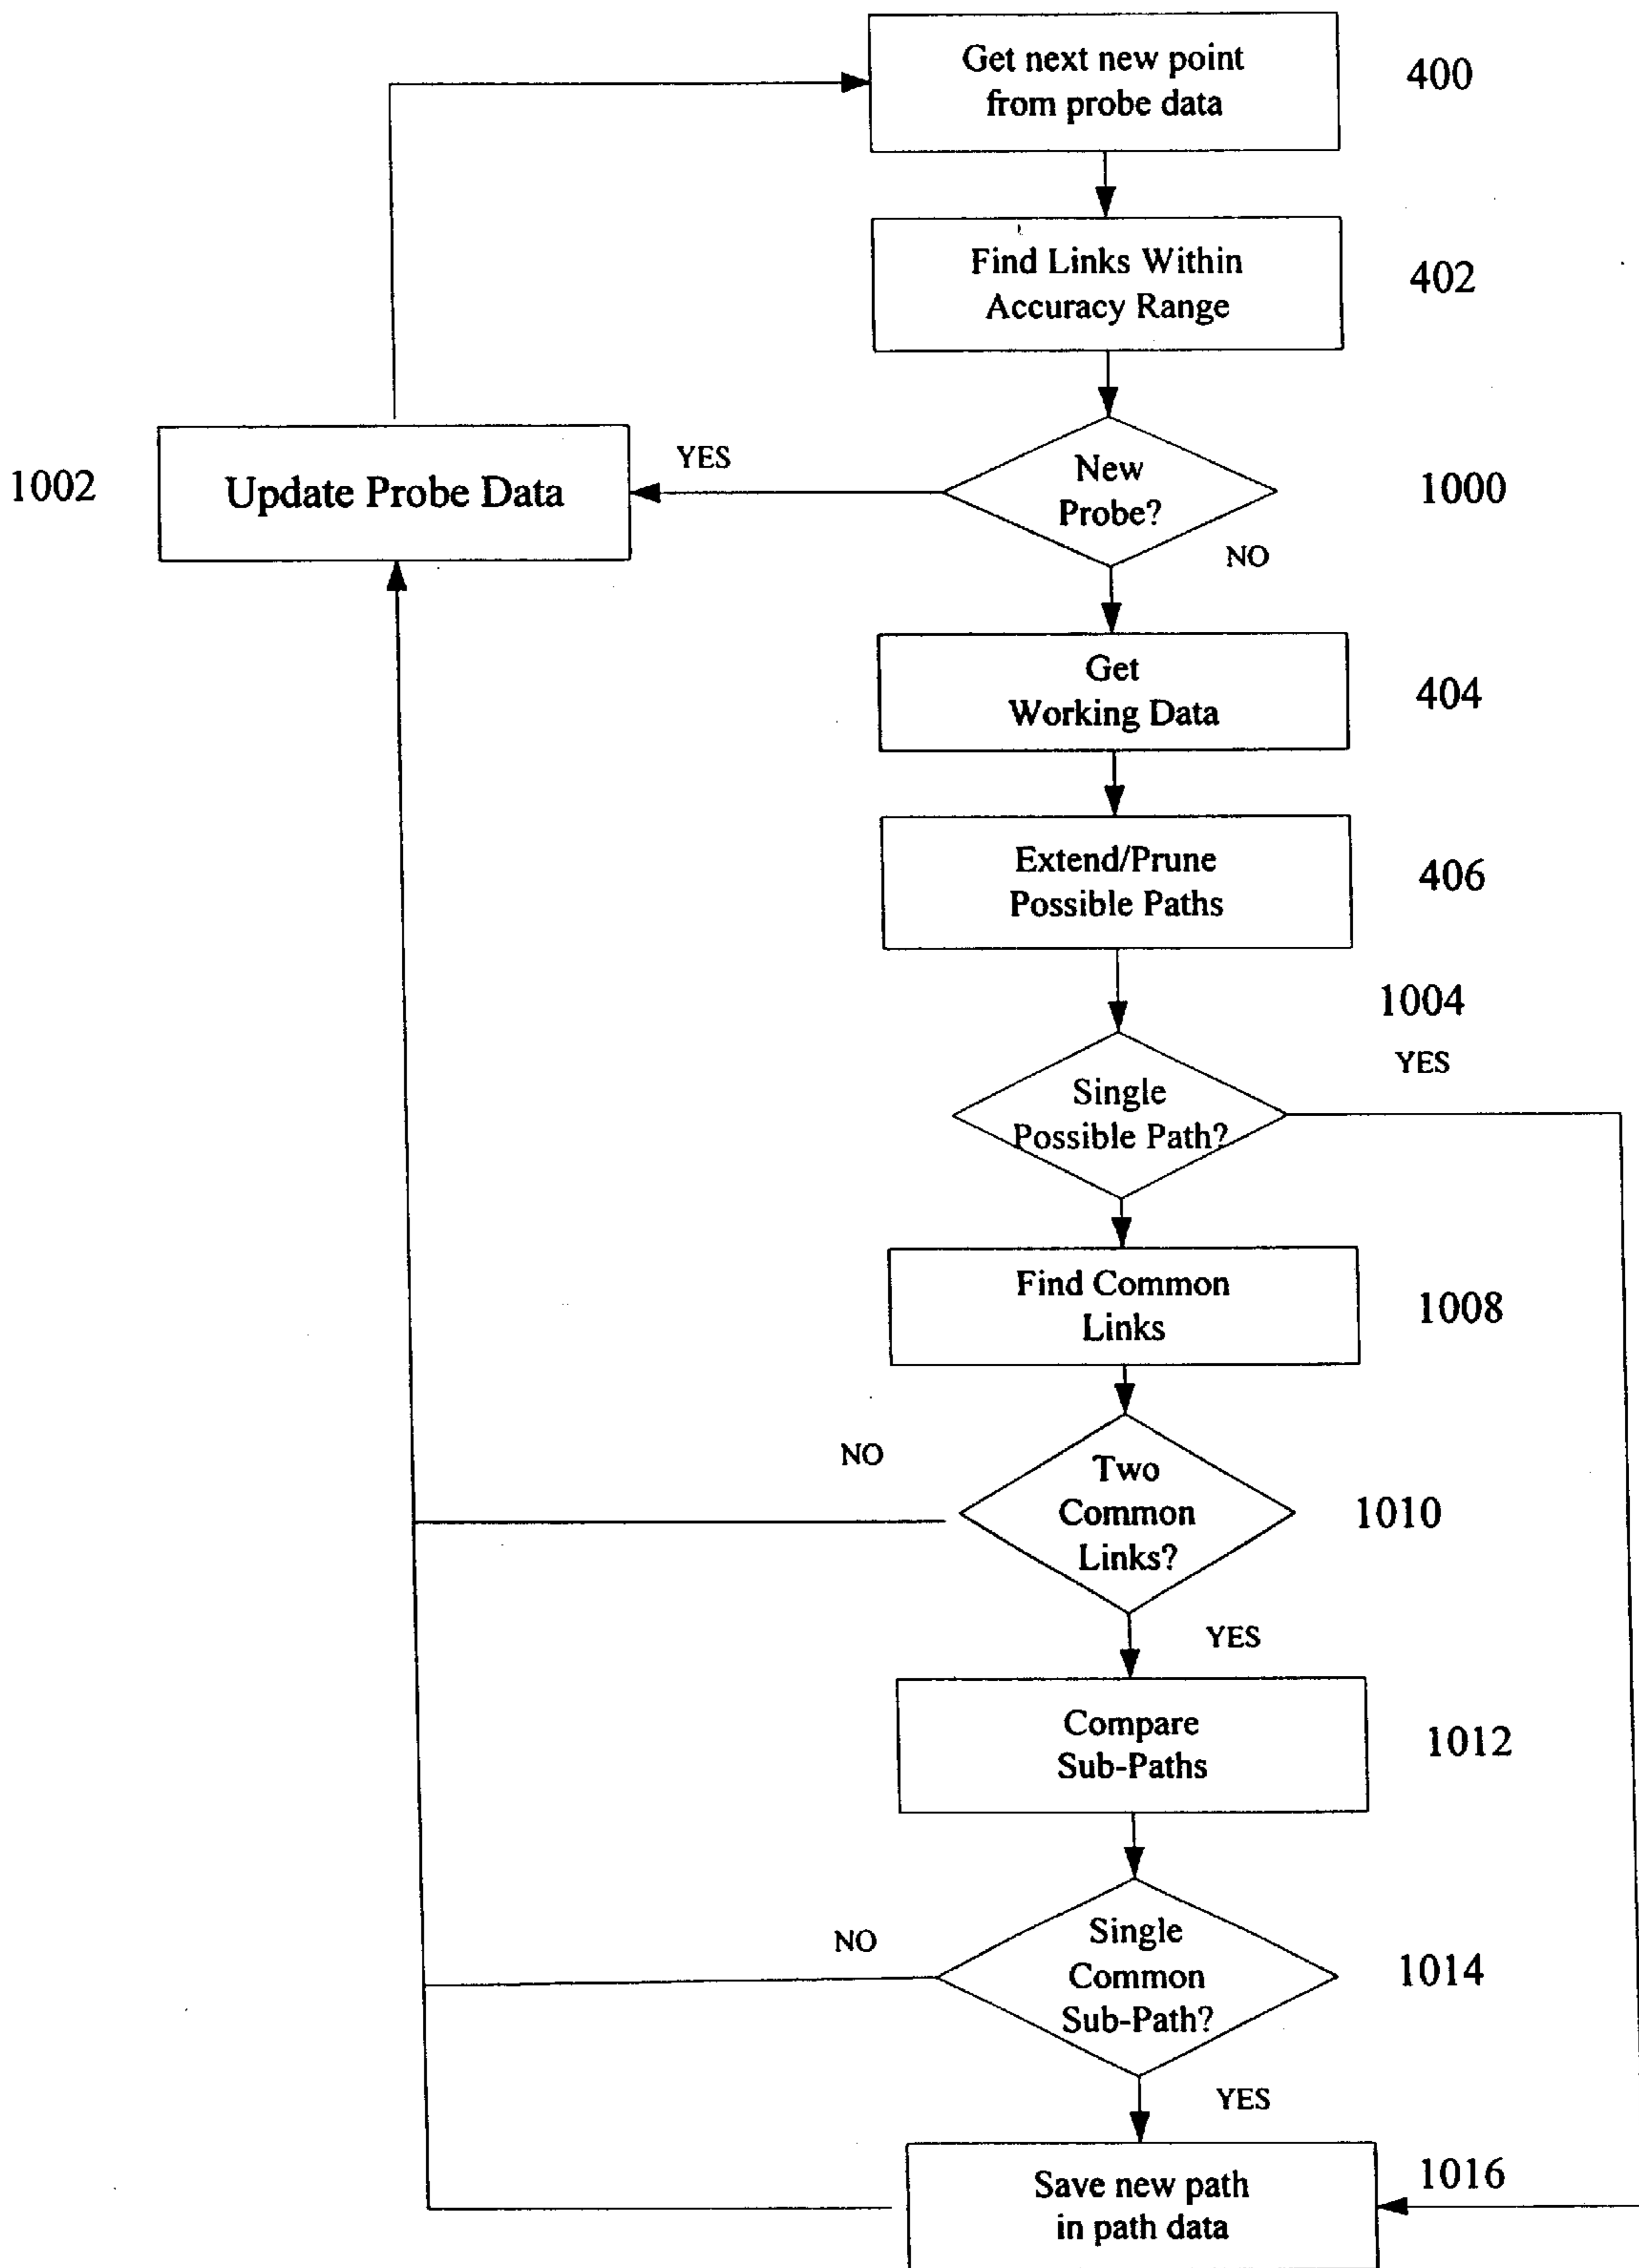 Get next new point
from probe data
400
Find Links Within
Accuracy Range
402
1002
Update Probe Data
YES
New
Probe?
1000
NO
Get
Working Data
404
Extend/Prune
Possible Paths
406
1004
YES
Single
Possible Path?
Find Common
Links
1008
NO
Two
Common
Links?
1010
YES
Compare
Sub-Paths
1012
NO
Single
Common
Sub-Path?
1014
YES
Save new path
in path data
1016